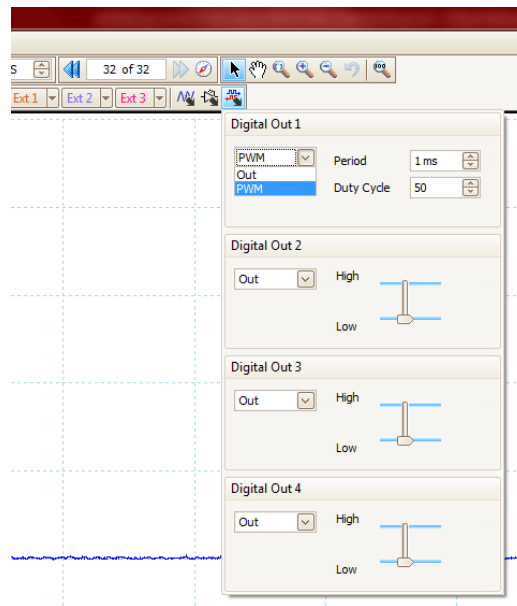 S
32 of 32
Ext 1
Ext 2
Ext 3
Digital Out 1
PWM
Period
1 ms
Out
PWM
Duty Cycle
50
Digital Out 2
Out
High
Low
Digital Out 3
Out
High
Low
Digital Out 4
Out
High
Low